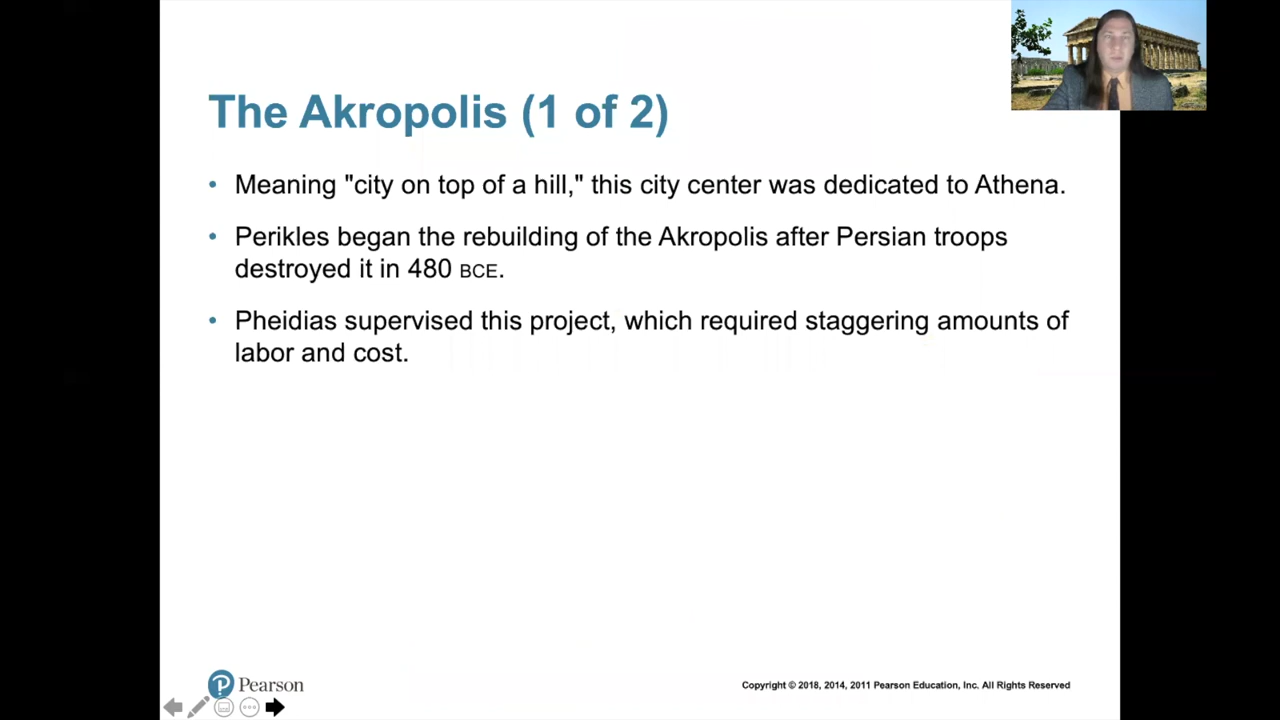 The Akropolis (1 of 2)
• Meaning "city on top of a hill," this city center was dedicated to Athena.
• Perikles began the rebuilding of the Akropolis after Persian troops
destroyed it in 480 BCE.
• Pheidias supervised this project, which required staggering amounts of
labor and cost.
P Pearson
Copyright © 2018, 2014, 2011 Pearson Education, Inc. All Rights Reserved